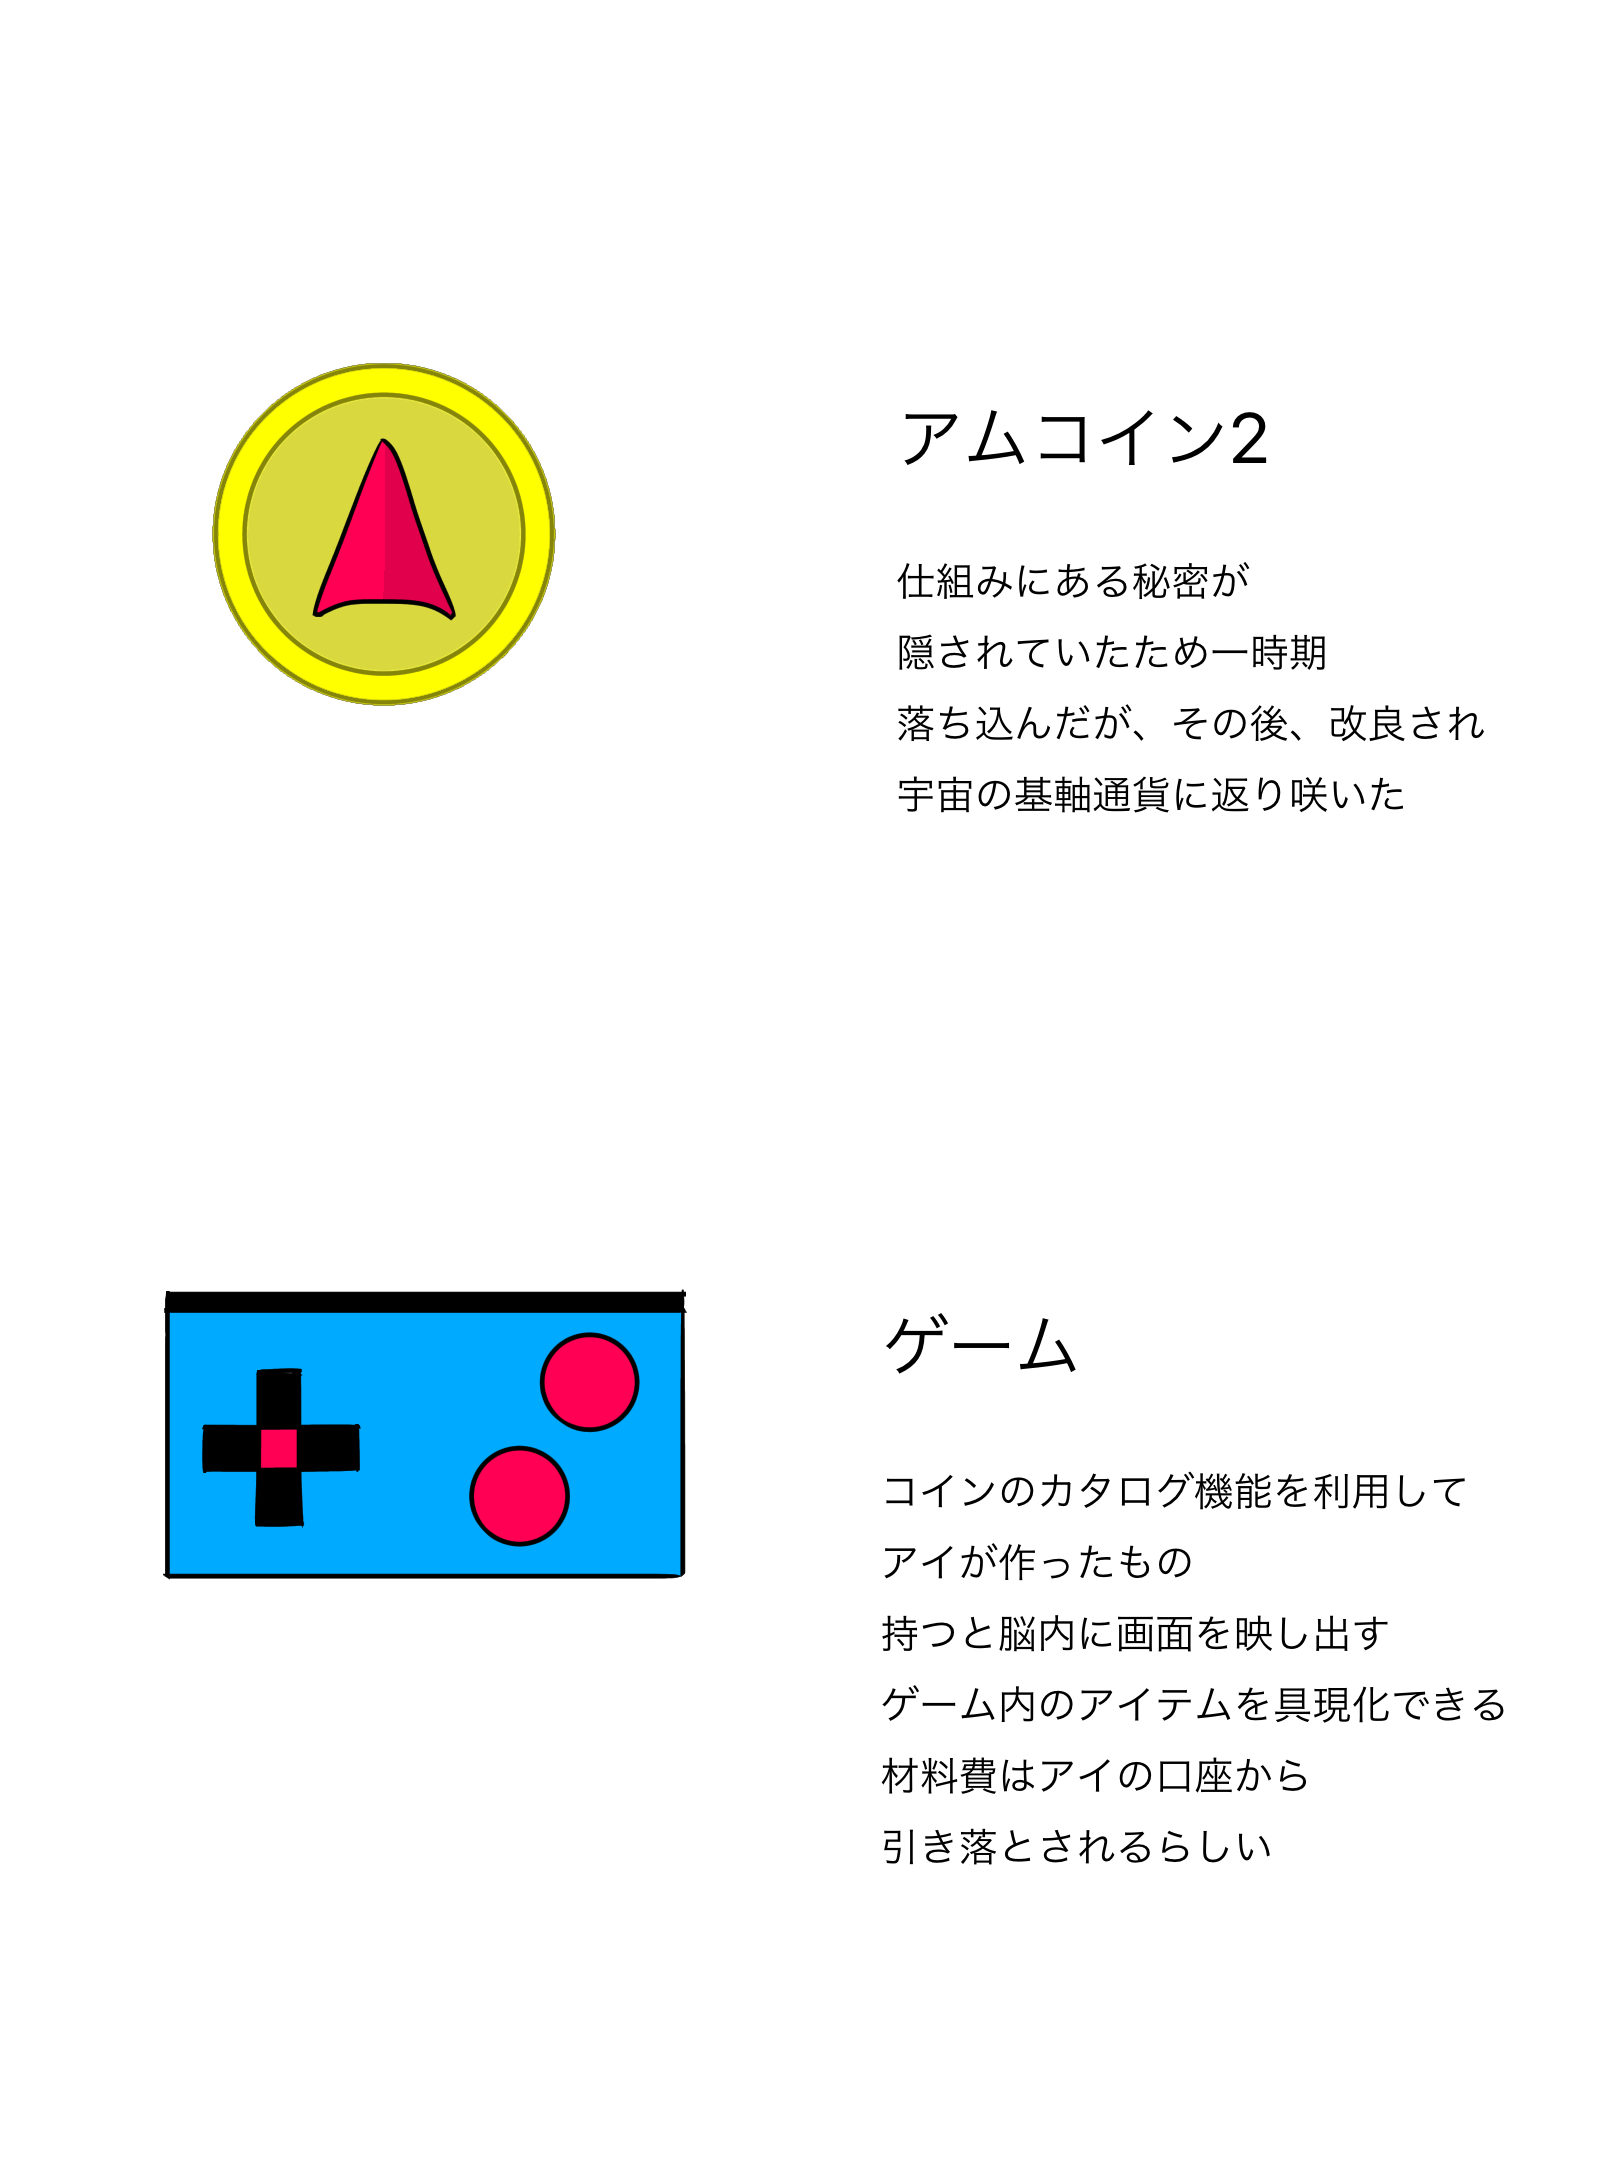 アムコイン2
仕組みにある秘密が
隠されていたため一時期
落ち込んだが、その後、改良され
宇宙の基軸通貨に返り咲いた
ゲーム
コインのカタログ機能を利用して
アイが作ったもの
持つと脳内に画面を映し出す
ゲーム内のアイテムを具現化できる
材料費はアイの口座から
引き落とされるらしい